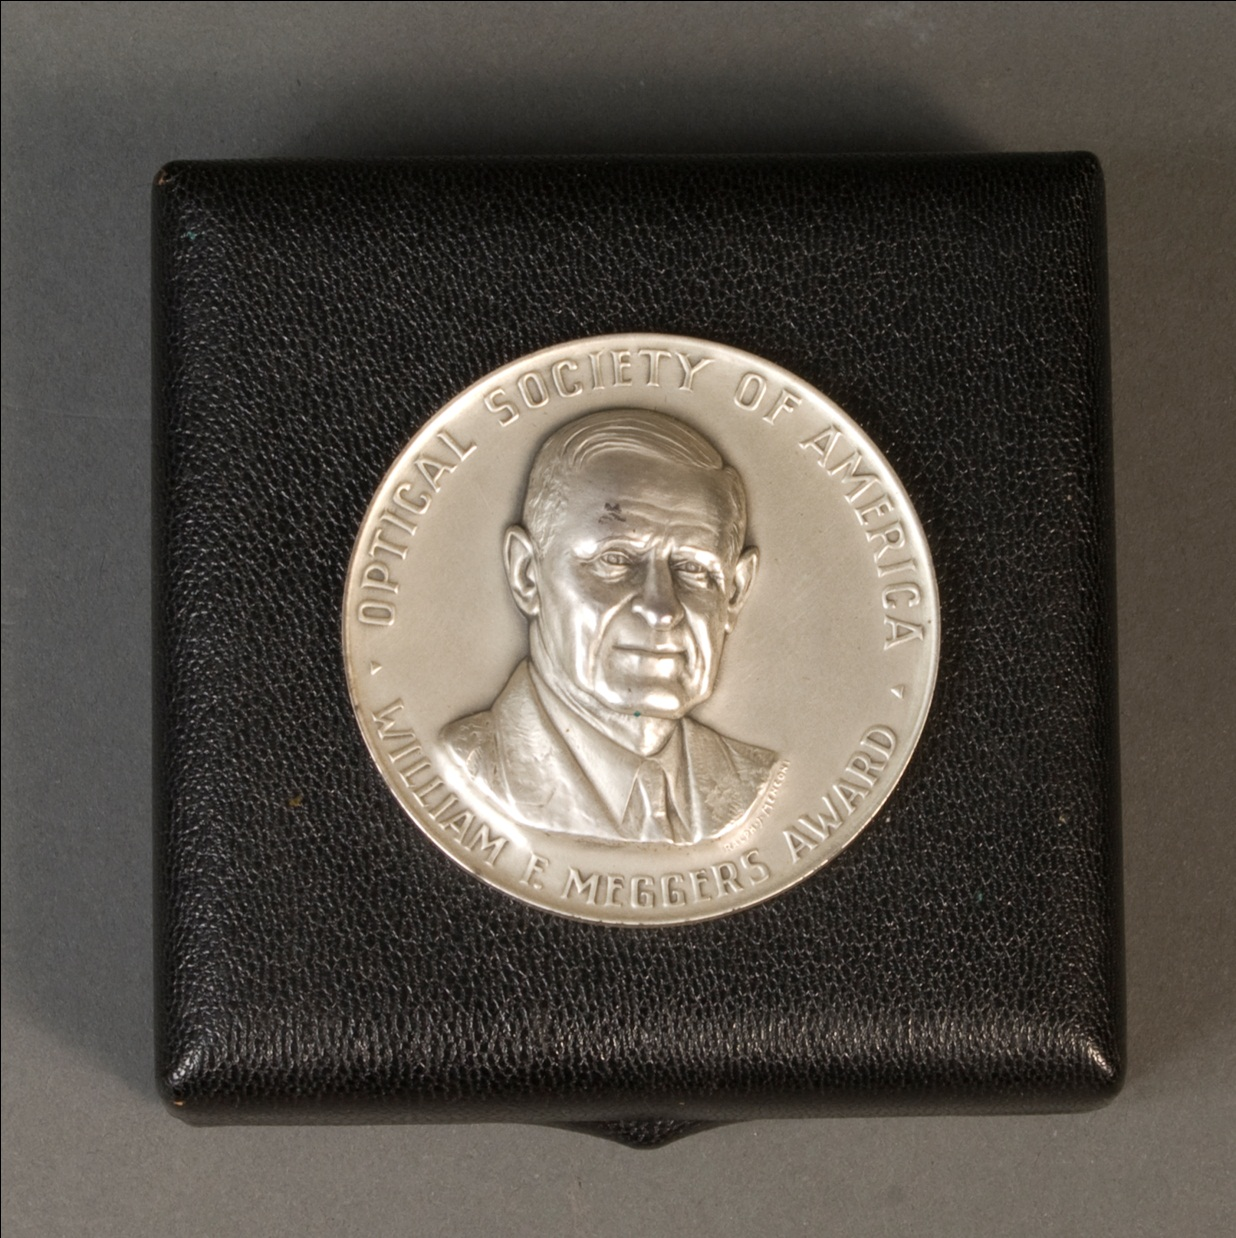 OPTICAL SOCIETY OF AMERICA
WILLIAM F. MEGGERS AWARD